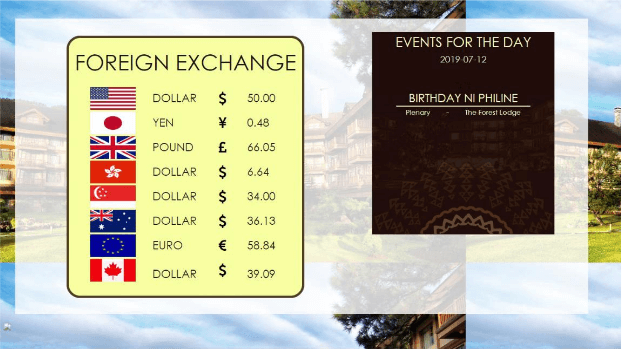 FOREIGN EXCHANGE
DOLLAR $ 50.00
YEN ¥ 0.48
POUND £ 66.05
DOLLAR $ 6.64
DOLLAR $ 34.00
DOLLAR $ 36.13
EURO € 58.84
DOLLAR $ 39.09
EVENTS FOR THE DAY
2019-07-12
BIRTHDAY NI PHILINE
Plenary - The Forest Lodge